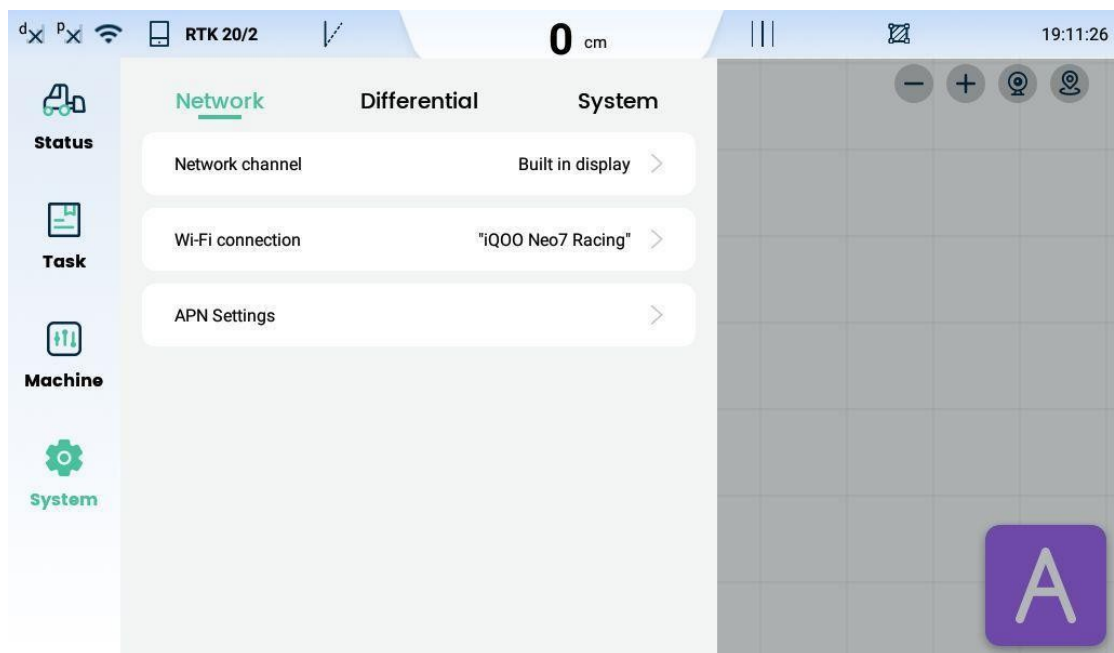 d P RTK 20/2 0 cm 19:11:26
Network Differential System
Status
Network channel Built in display
Wi-Fi connection "iQOO Neo7 Racing"
Task
APN Settings
Machine
System
A